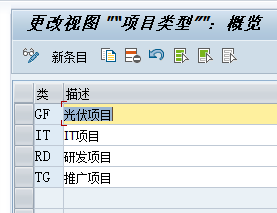 更改视图 ""项目类型"": 概览
新条目
类 描述
GF 光伏项目
IT IT项目
RD 研发项目
TG 推广项目